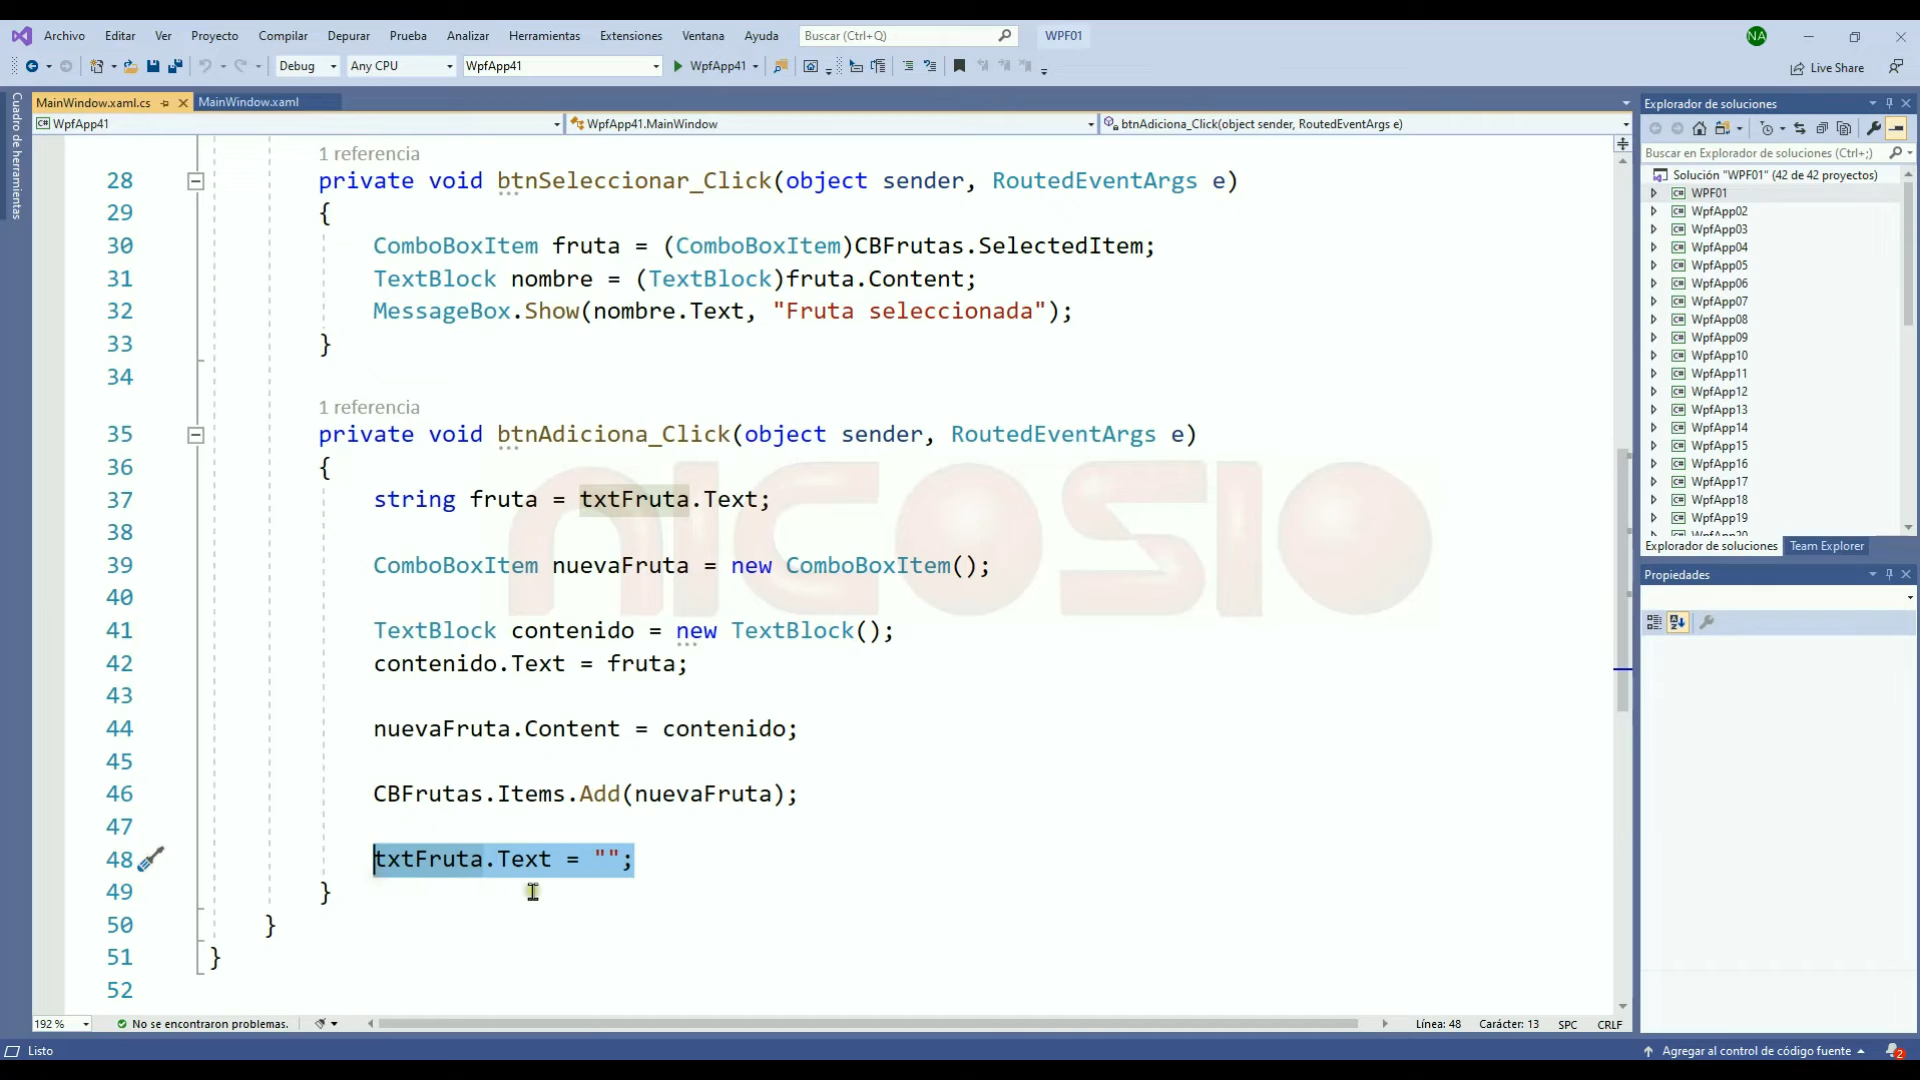 Archivo Editar Ver Proyecto Compilar Depurar Prueba Analizar Herramientas Extensiones Ventana Ayuda Buscar (Ctrl+Q) WPF01 NA
Debug Any CPU WpfApp41 WpfApp41 Live Share
Cuadro de herramientas
MainWindow.xaml.cs MainWindow.xaml
WpfApp41 WpfApp41.MainWindow btnAdiciona_Click(object sender, RoutedEventArgs e)
1 referencia
28 private void btnSeleccionar_Click(object sender, RoutedEventArgs e)
29 {
30 ComboBoxItem fruta = (ComboBoxItem)CBFrutas.SelectedItem;
31 TextBlock nombre = (TextBlock)fruta.Content;
32 MessageBox.Show(nombre.Text, "Fruta seleccionada");
33 }
34
1 referencia
35 private void btnAdiciona_Click(object sender, RoutedEventArgs e)
36 {
37 string fruta = txtFruta.Text;
38
39 ComboBoxItem nuevaFruta = new ComboBoxItem();
40
41 TextBlock contenido = new TextBlock();
42 contenido.Text = fruta;
43
44 nuevaFruta.Content = contenido;
45
46 CBFrutas.Items.Add(nuevaFruta);
47
48 txtFruta.Text = "";
49 }
50 }
51 }
52
NICOSIO
192 % No se encontraron problemas. Línea: 48 Carácter: 13 SPC CRLF
Explorador de soluciones
Buscar en Explorador de soluciones (Ctrl+;)
Solución "WPF01" (42 de 42 proyectos)
WPF01
WpfApp02
WpfApp03
WpfApp04
WpfApp05
WpfApp06
WpfApp07
WpfApp08
WpfApp09
WpfApp10
WpfApp11
WpfApp12
WpfApp13
WpfApp14
WpfApp15
WpfApp16
WpfApp17
WpfApp18
WpfApp19
Explorador de soluciones Team Explorer
Propiedades
Listo Agregar al control de código fuente 2